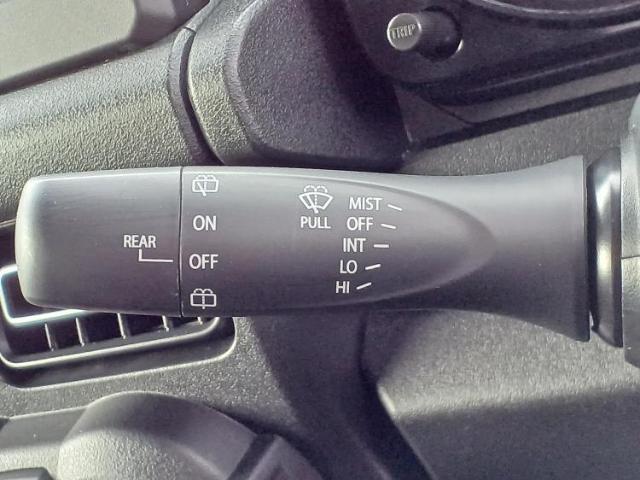 TRIP
MIST
ON
PULL
OFF
REAR
INT
OFF
LO
HI